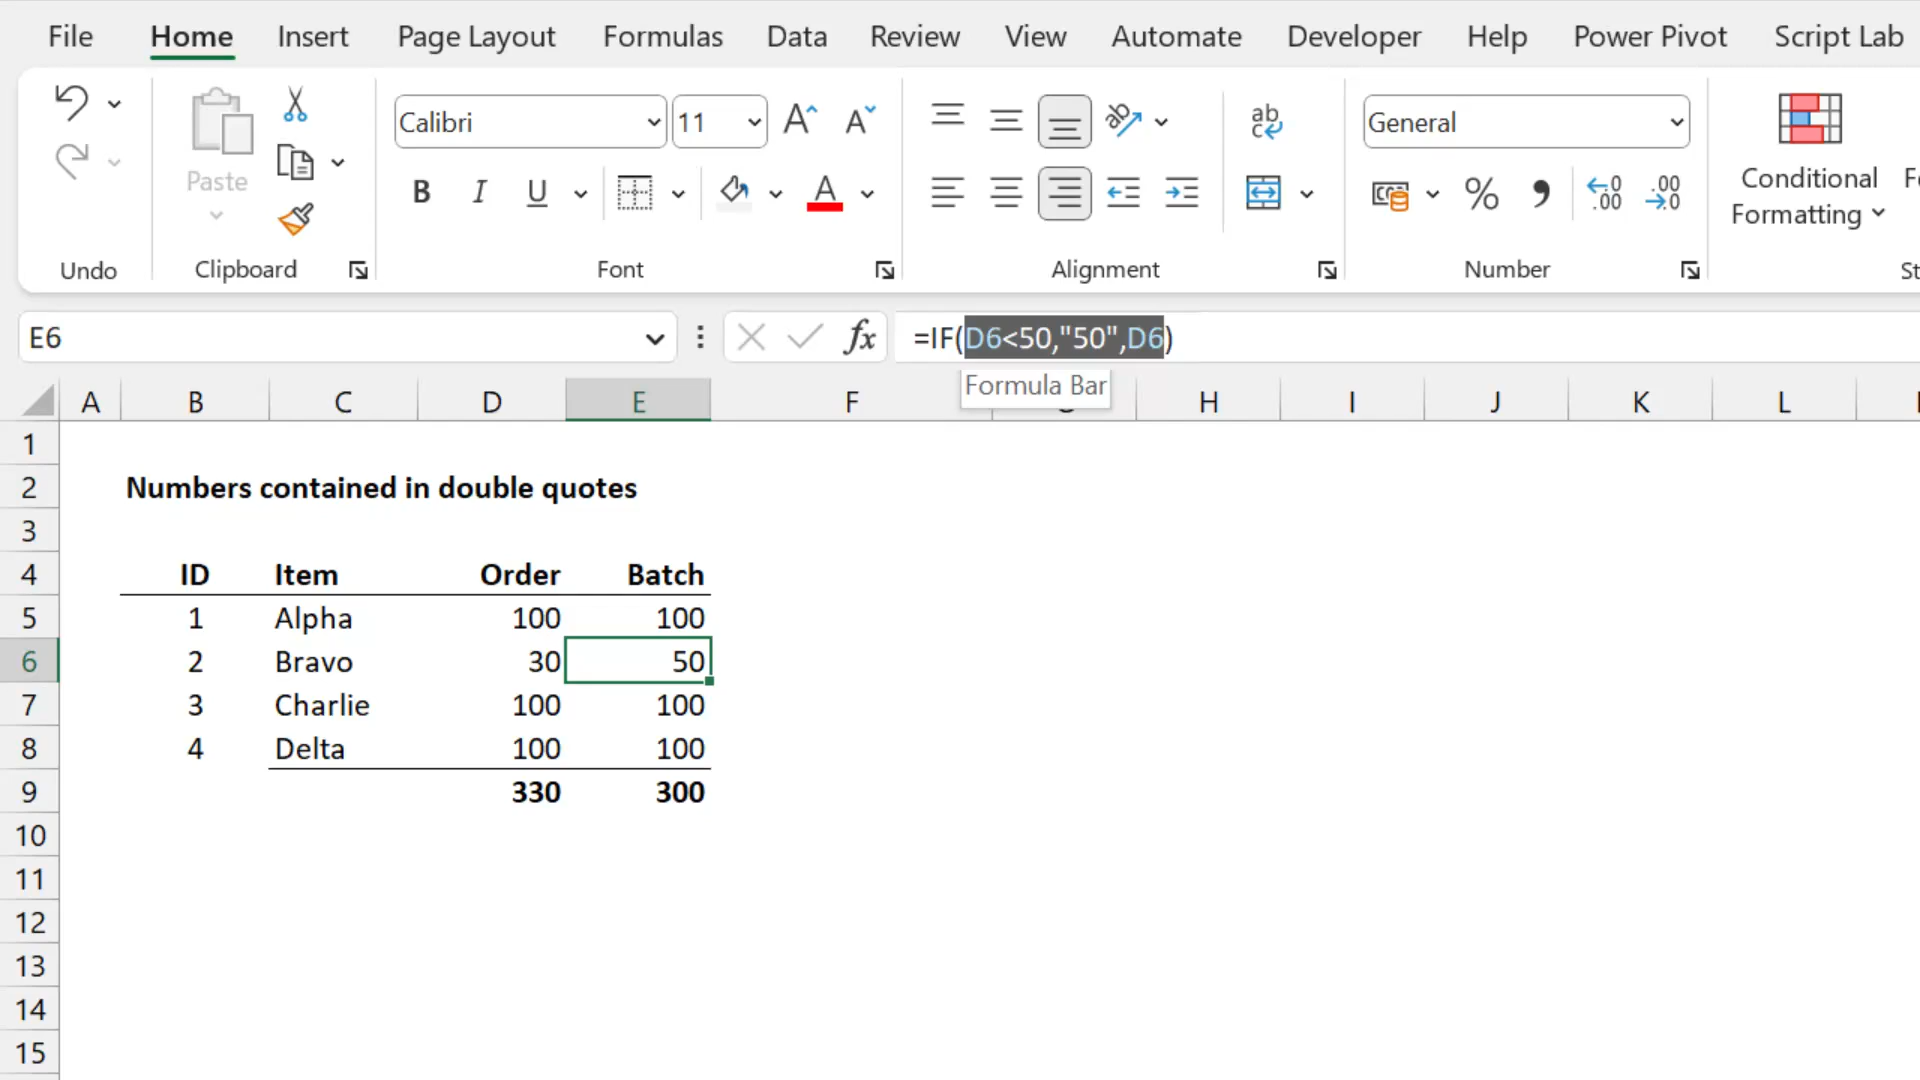 File Home Insert Page Layout Formulas Data Review View Automate Developer Help Power Pivot Script Lab
Calibri 11 General
Paste
Conditional
Formatting
Undo Clipboard Font Alignment Number
E6 fx =IF(D6<50,"50",D6)
Formula Bar
A B C D E F H I J K L
1
2 Numbers contained in double quotes
3
4 ID Item Order Batch
5 1 Alpha 100 100
6 2 Bravo 30 50
7 3 Charlie 100 100
8 4 Delta 100 100
9 330 300
10
11
12
13
14
15